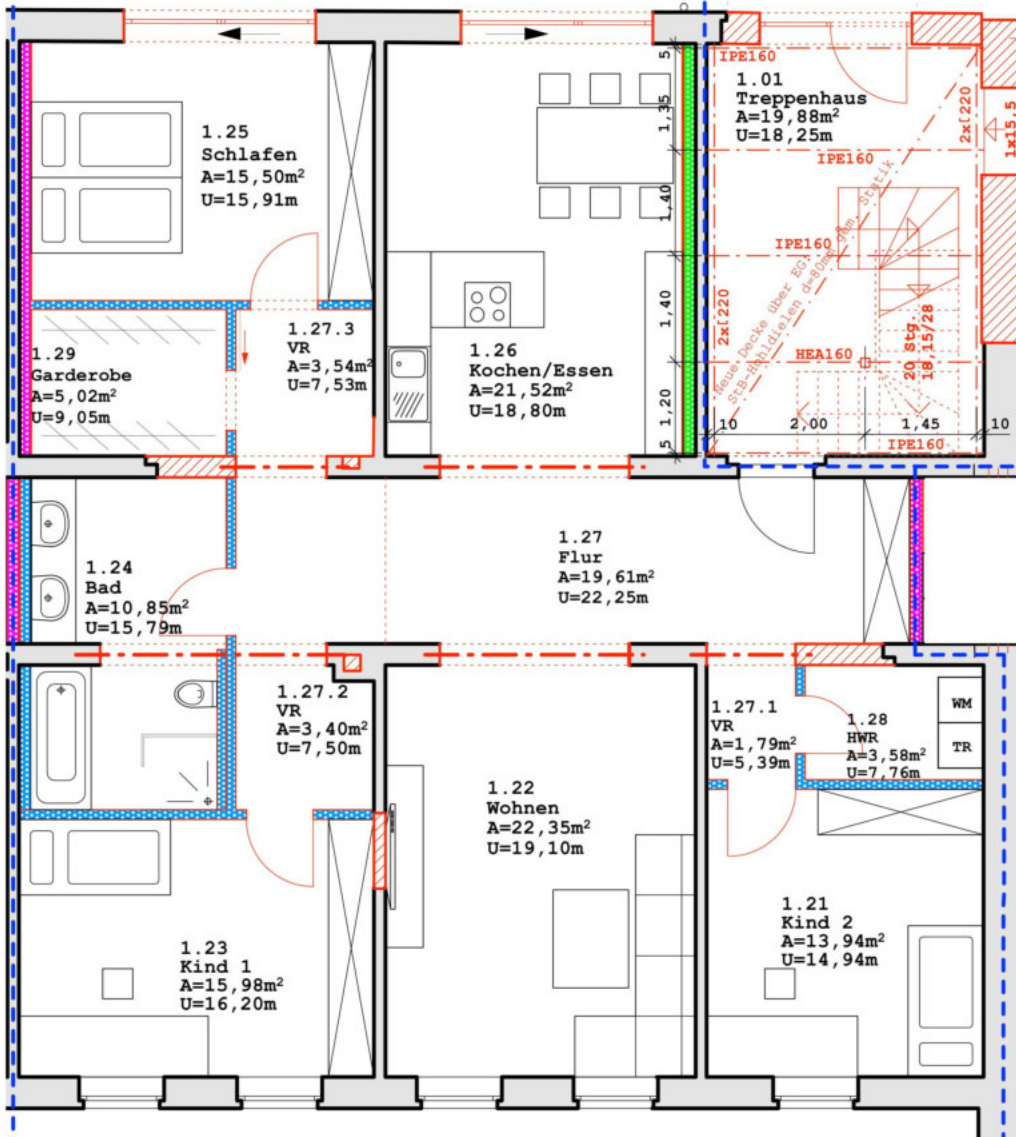 IPE160
1.01
Treppenhaus
A=19,88m²
U=18,25m
2x[220
1x15,5
IPE160
5
1,35
1,40
1,40
1,20
5
IPE160
Neue Decke über EG:
StB-Hohldielen d=80mm gem. Statik
2x[220
HEA160
20 Stg.
18,15/28
10
2,00
1,45
10
IPE160
1.25
Schlafen
A=15,50m²
U=15,91m
1.29
Garderobe
A=5,02m²
U=9,05m
1.27.3
VR
A=3,54m²
U=7,53m
1.26
Kochen/Essen
A=21,52m²
U=18,80m
1.24
Bad
A=10,85m²
U=15,79m
1.27
Flur
A=19,61m²
U=22,25m
1.27.2
VR
A=3,40m²
U=7,50m
1.27.1
VR
A=1,79m²
U=5,39m
1.28
HWR
A=3,58m²
U=7,76m
WM
TR
1.22
Wohnen
A=22,35m²
U=19,10m
1.23
Kind 1
A=15,98m²
U=16,20m
1.21
Kind 2
A=13,94m²
U=14,94m